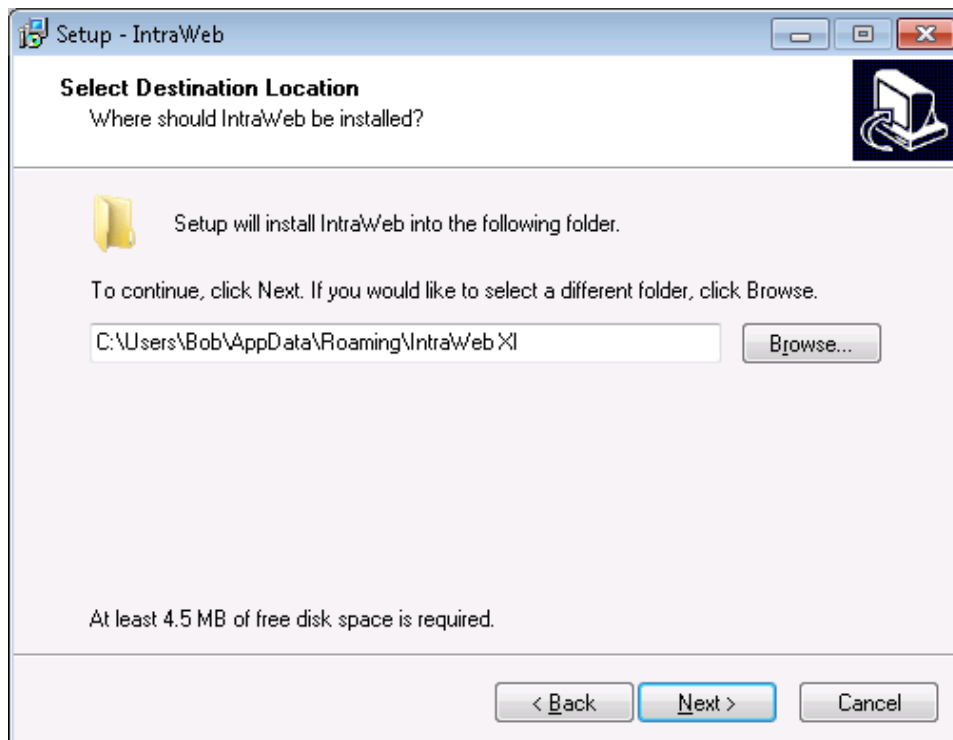 Setup - IntraWeb
Select Destination Location
Where should IntraWeb be installed?
Setup will install IntraWeb into the following folder.
To continue, click Next. If you would like to select a different folder, click Browse.
C:\Users\Bob\AppData\Roaming\IntraWeb XI
Browse...
At least 4.5 MB of free disk space is required.
< Back
Next >
Cancel